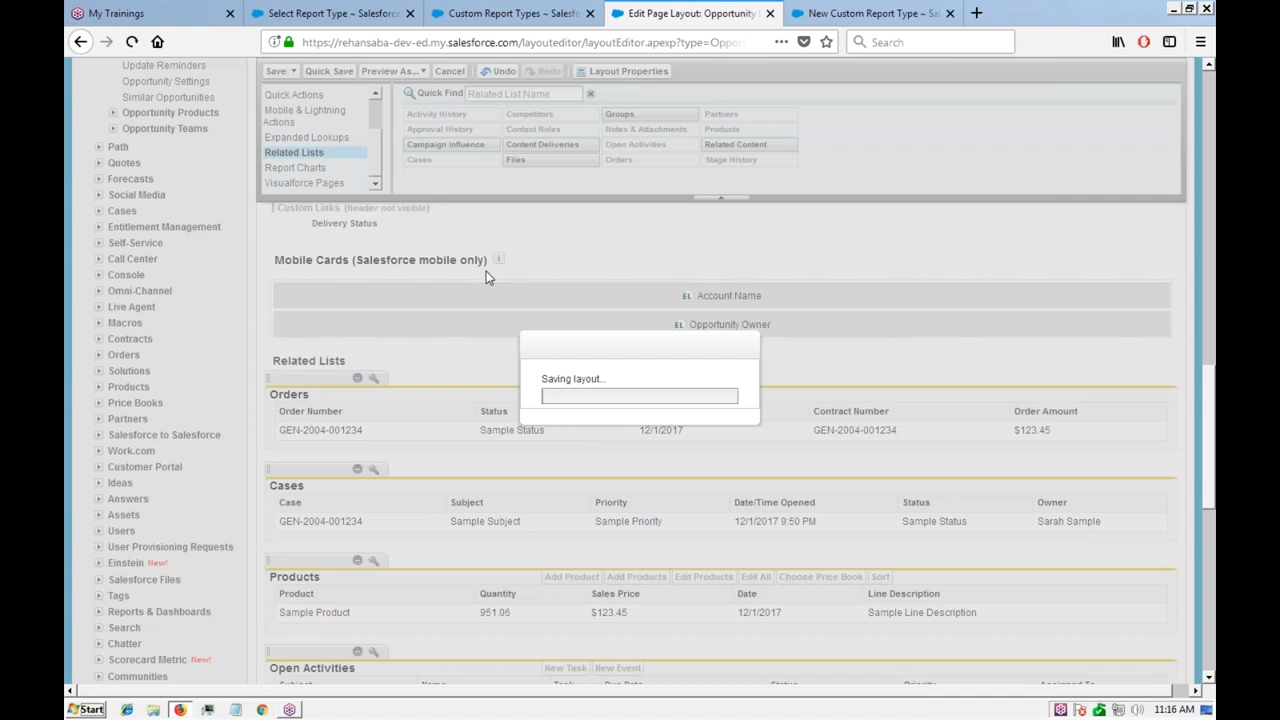 My Trainings
Select Report Type ~ Salesforce
Custom Report Types ~ Salesfo
Edit Page Layout: Opportunity
New Custom Report Type ~ Sa
https://rehansaba-dev-ed.my.salesforce.com/layouteditor/layoutEditor.apexp?type=Oppor
Search
Update Reminders
Opportunity Settings
Similar Opportunities
Opportunity Products
Opportunity Teams
Path
Quotes
Forecasts
Social Media
Cases
Entitlement Management
Self-Service
Call Center
Console
Omni-Channel
Live Agent
Macros
Contracts
Orders
Solutions
Products
Price Books
Partners
Salesforce to Salesforce
Work.com
Customer Portal
Ideas
Answers
Assets
Users
User Provisioning Requests
Einstein New!
Salesforce Files
Tags
Reports & Dashboards
Search
Chatter
Scorecard Metric New!
Communities
Save Quick Save Preview As... Cancel Undo Redo Layout Properties
Quick Actions
Mobile & Lightning
Actions
Expanded Lookups
Related Lists
Report Charts
Visualforce Pages
Quick Find Related List Name
Activity History Competitors Groups Partners
Approval History Contact Roles Notes & Attachments Products
Campaign Influence Content Deliveries Open Activities Related Content
Cases Files Orders Stage History
Custom Links (Header not visible)
Delivery Status
Mobile Cards (Salesforce mobile only) i
EL Account Name
EL Opportunity Owner
Saving layout...
Related Lists
Orders
Order Number Status Contract Number Order Amount
GEN-2004-001234 Sample Status 12/1/2017 GEN-2004-001234 $123.45
Cases
Case Subject Priority Date/Time Opened Status Owner
GEN-2004-001234 Sample Subject Sample Priority 12/1/2017 9:50 PM Sample Status Sarah Sample
Products Add Product Add Products Edit Products Edit All Choose Price Book Sort
Product Quantity Sales Price Date Line Description
Sample Product 951.06 $123.45 12/1/2017 Sample Line Description
Open Activities New Task New Event
Subject Name Task Due Date Status Priority Assigned To
Start
11:16 AM